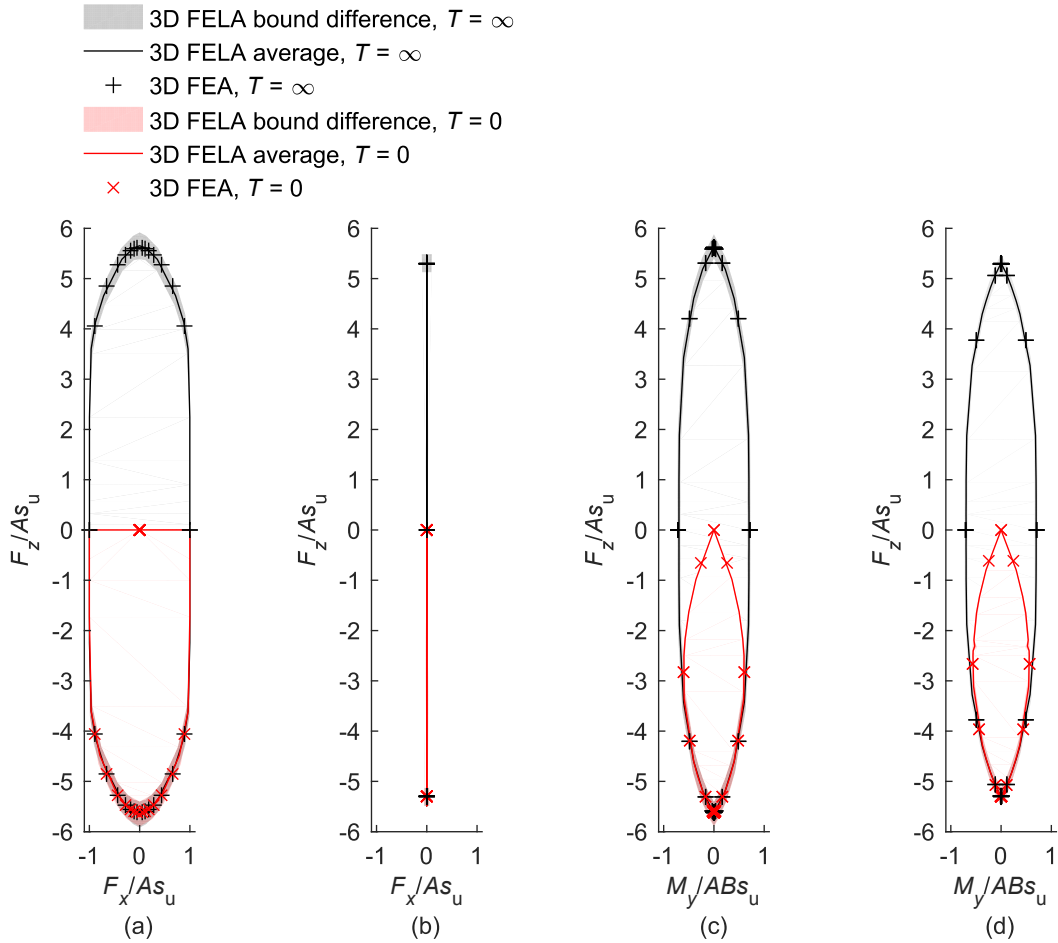 3D FELA bound difference, T = ∞
3D FELA average, T = ∞
3D FEA, T = ∞
3D FELA bound difference, T = 0
3D FELA average, T = 0
3D FEA, T = 0
6
5
4
3
2
1
0
-1
-2
-3
-4
-5
-6
F_z/As_u
-1 0 1
F_x/As_u
(a)
6
5
4
3
2
1
0
-1
-2
-3
-4
-5
-6
F_z/As_u
-1 0 1
F_x/As_u
(b)
6
5
4
3
2
1
0
-1
-2
-3
-4
-5
-6
F_z/As_u
-1 0 1
M_y/ABs_u
(c)
6
5
4
3
2
1
0
-1
-2
-3
-4
-5
-6
F_z/As_u
-1 0 1
M_y/ABs_u
(d)